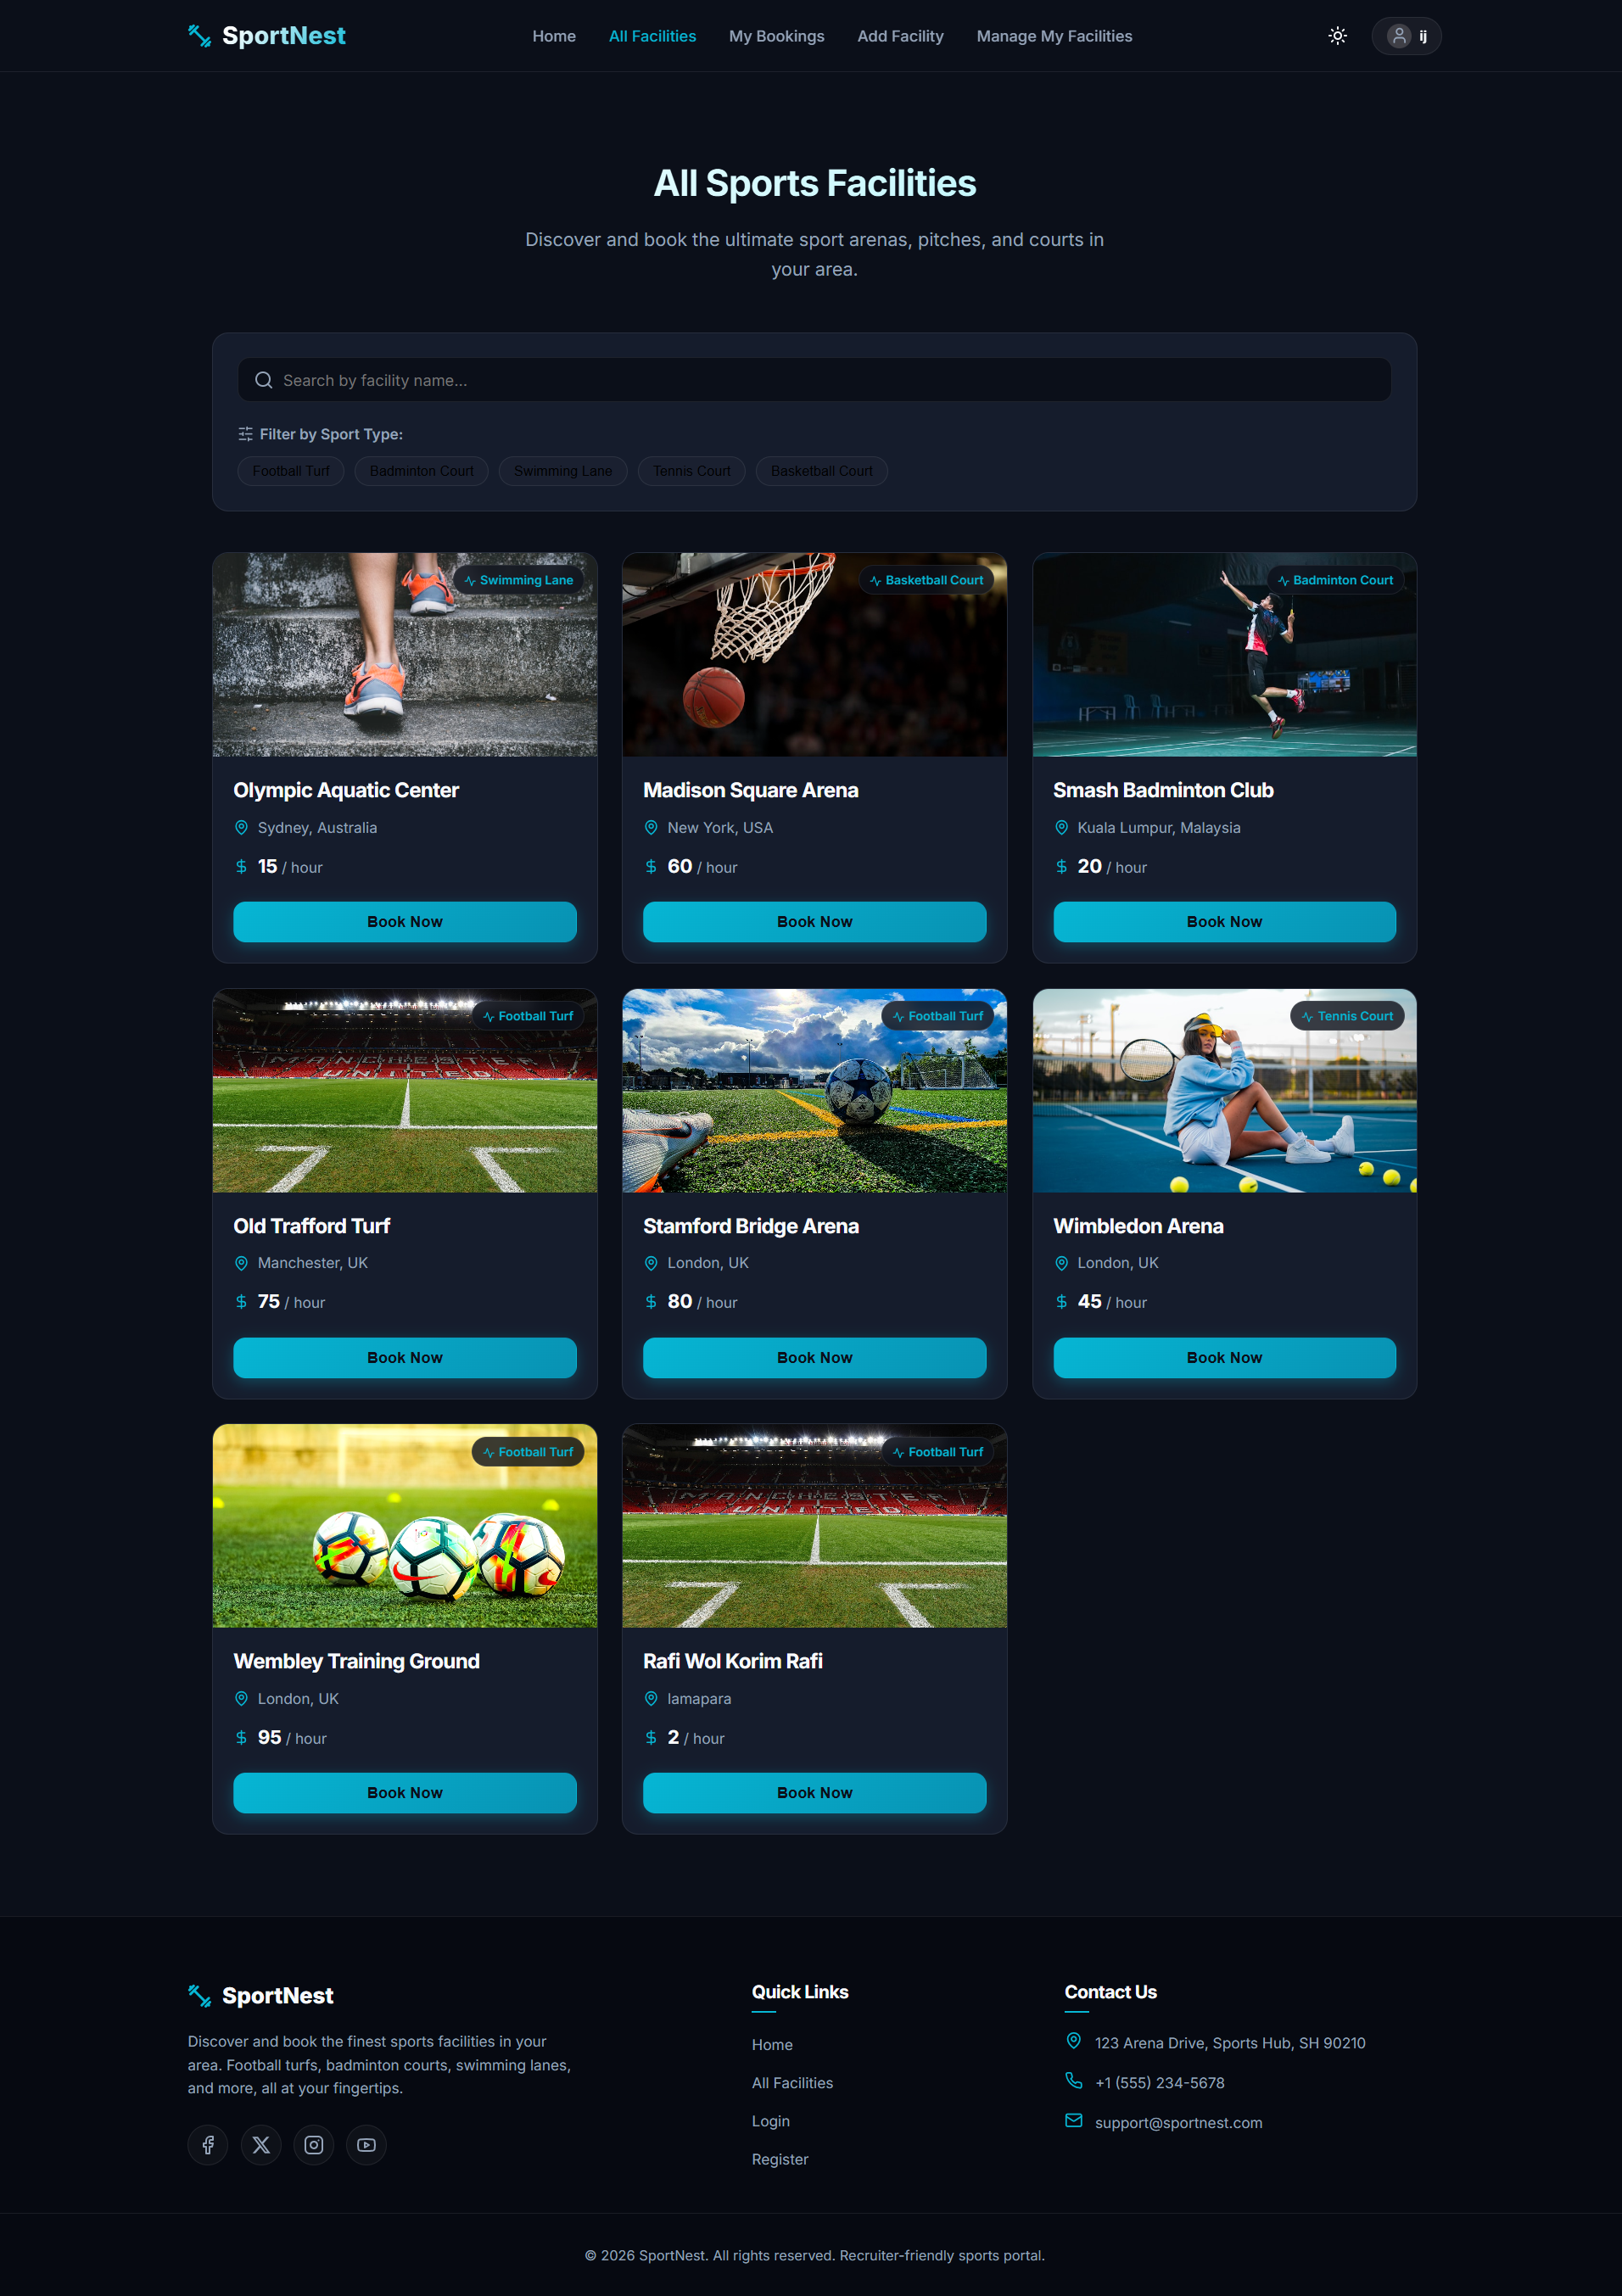 SportNest
Home
All Facilities
My Bookings
Add Facility
Manage My Facilities
ij
All Sports Facilities
Discover and book the ultimate sport arenas, pitches, and courts in
your area.
Search by facility name...
Filter by Sport Type:
Football Turf
Badminton Court
Swimming Lane
Tennis Court
Basketball Court
Swimming Lane
Olympic Aquatic Center
Sydney, Australia
$ 15 / hour
Book Now
Basketball Court
Madison Square Arena
New York, USA
$ 60 / hour
Book Now
Badminton Court
Smash Badminton Club
Kuala Lumpur, Malaysia
$ 20 / hour
Book Now
Football Turf
MANCHESTER
UNITED
Old Trafford Turf
Manchester, UK
$ 75 / hour
Book Now
Football Turf
Stamford Bridge Arena
London, UK
$ 80 / hour
Book Now
Tennis Court
Wimbledon Arena
London, UK
$ 45 / hour
Book Now
Football Turf
Wembley Training Ground
London, UK
$ 95 / hour
Book Now
Football Turf
MANCHESTER
UNITED
Rafi Wol Korim Rafi
lamapara
$ 2 / hour
Book Now
SportNest
Discover and book the finest sports facilities in your
area. Football turfs, badminton courts, swimming lanes,
and more, all at your fingertips.
Quick Links
Home
All Facilities
Login
Register
Contact Us
123 Arena Drive, Sports Hub, SH 90210
+1 (555) 234-5678
support@sportnest.com
© 2026 SportNest. All rights reserved. Recruiter-friendly sports portal.